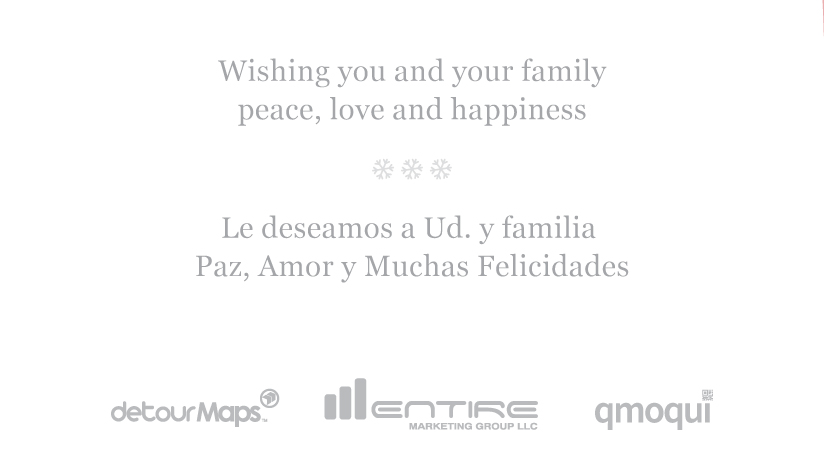 Wishing you and your family
peace, love and happiness
Le deseamos a Ud. y familia
Paz, Amor y Muchas Felicidades
detourMaps™
ENTIRE
MARKETING GROUP LLC
qmoqui